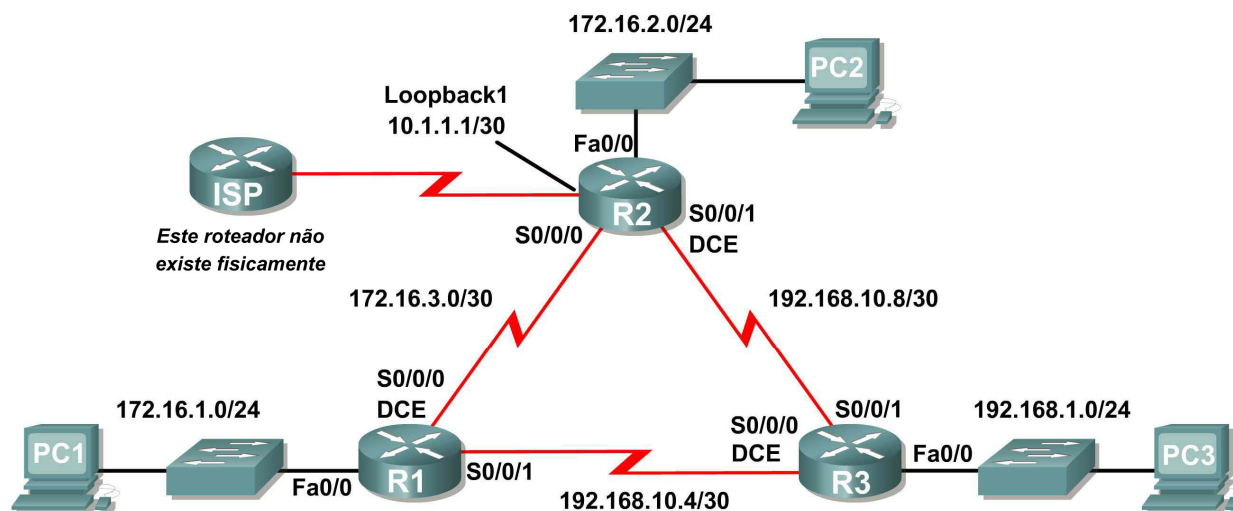 172.16.2.0/24
PC2
Loopback1
10.1.1.1/30
Fa0/0
ISP
R2
S0/0/1
DCE
S0/0/0
Este roteador não
existe fisicamente
172.16.3.0/30
192.168.10.8/30
S0/0/0
DCE
172.16.1.0/24
S0/0/1
192.168.1.0/24
S0/0/0
DCE
PC1
R1
S0/0/1
Fa0/0
R3
Fa0/0
PC3
192.168.10.4/30